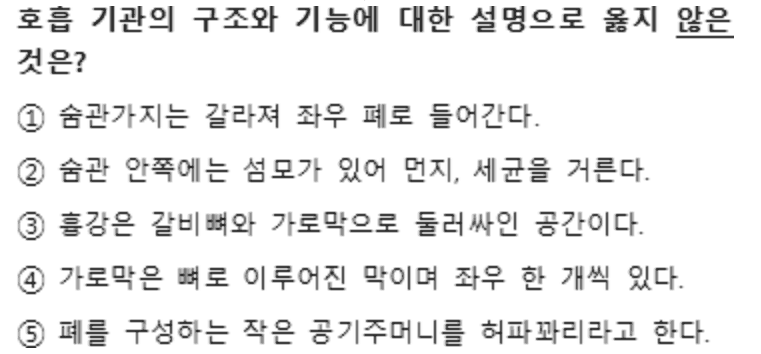 호흡 기관의 구조와 기능에 대한 설명으로 옳지 않은
것은?
① 숨관가지는 갈라져 좌우 폐로 들어간다.
② 숨관 안쪽에는 섬모가 있어 먼지, 세균을 거른다.
③ 흉강은 갈비뼈와 가로막으로 둘러싸인 공간이다.
④ 가로막은 뼈로 이루어진 막이며 좌우 한 개씩 있다.
⑤ 폐를 구성하는 작은 공기주머니를 허파꽈리라고 한다.